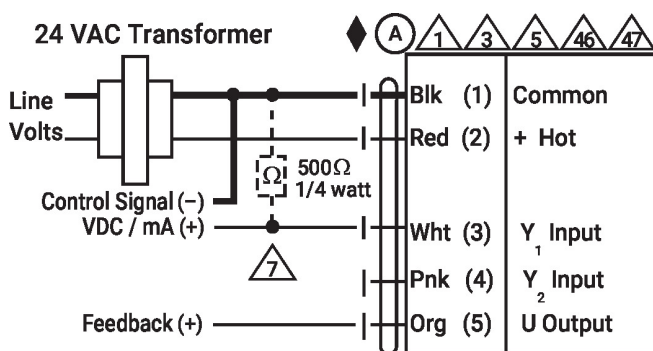 24 VAC Transformer
A 1 3 5 46 47
Line
Volts
Blk (1) Common
Red (2) + Hot
Ω 500Ω
1/4 watt
Control Signal (−)
VDC / mA (+)
Wht (3) Y1 Input
7
Pnk (4) Y2 Input
Feedback (+)
Org (5) U Output